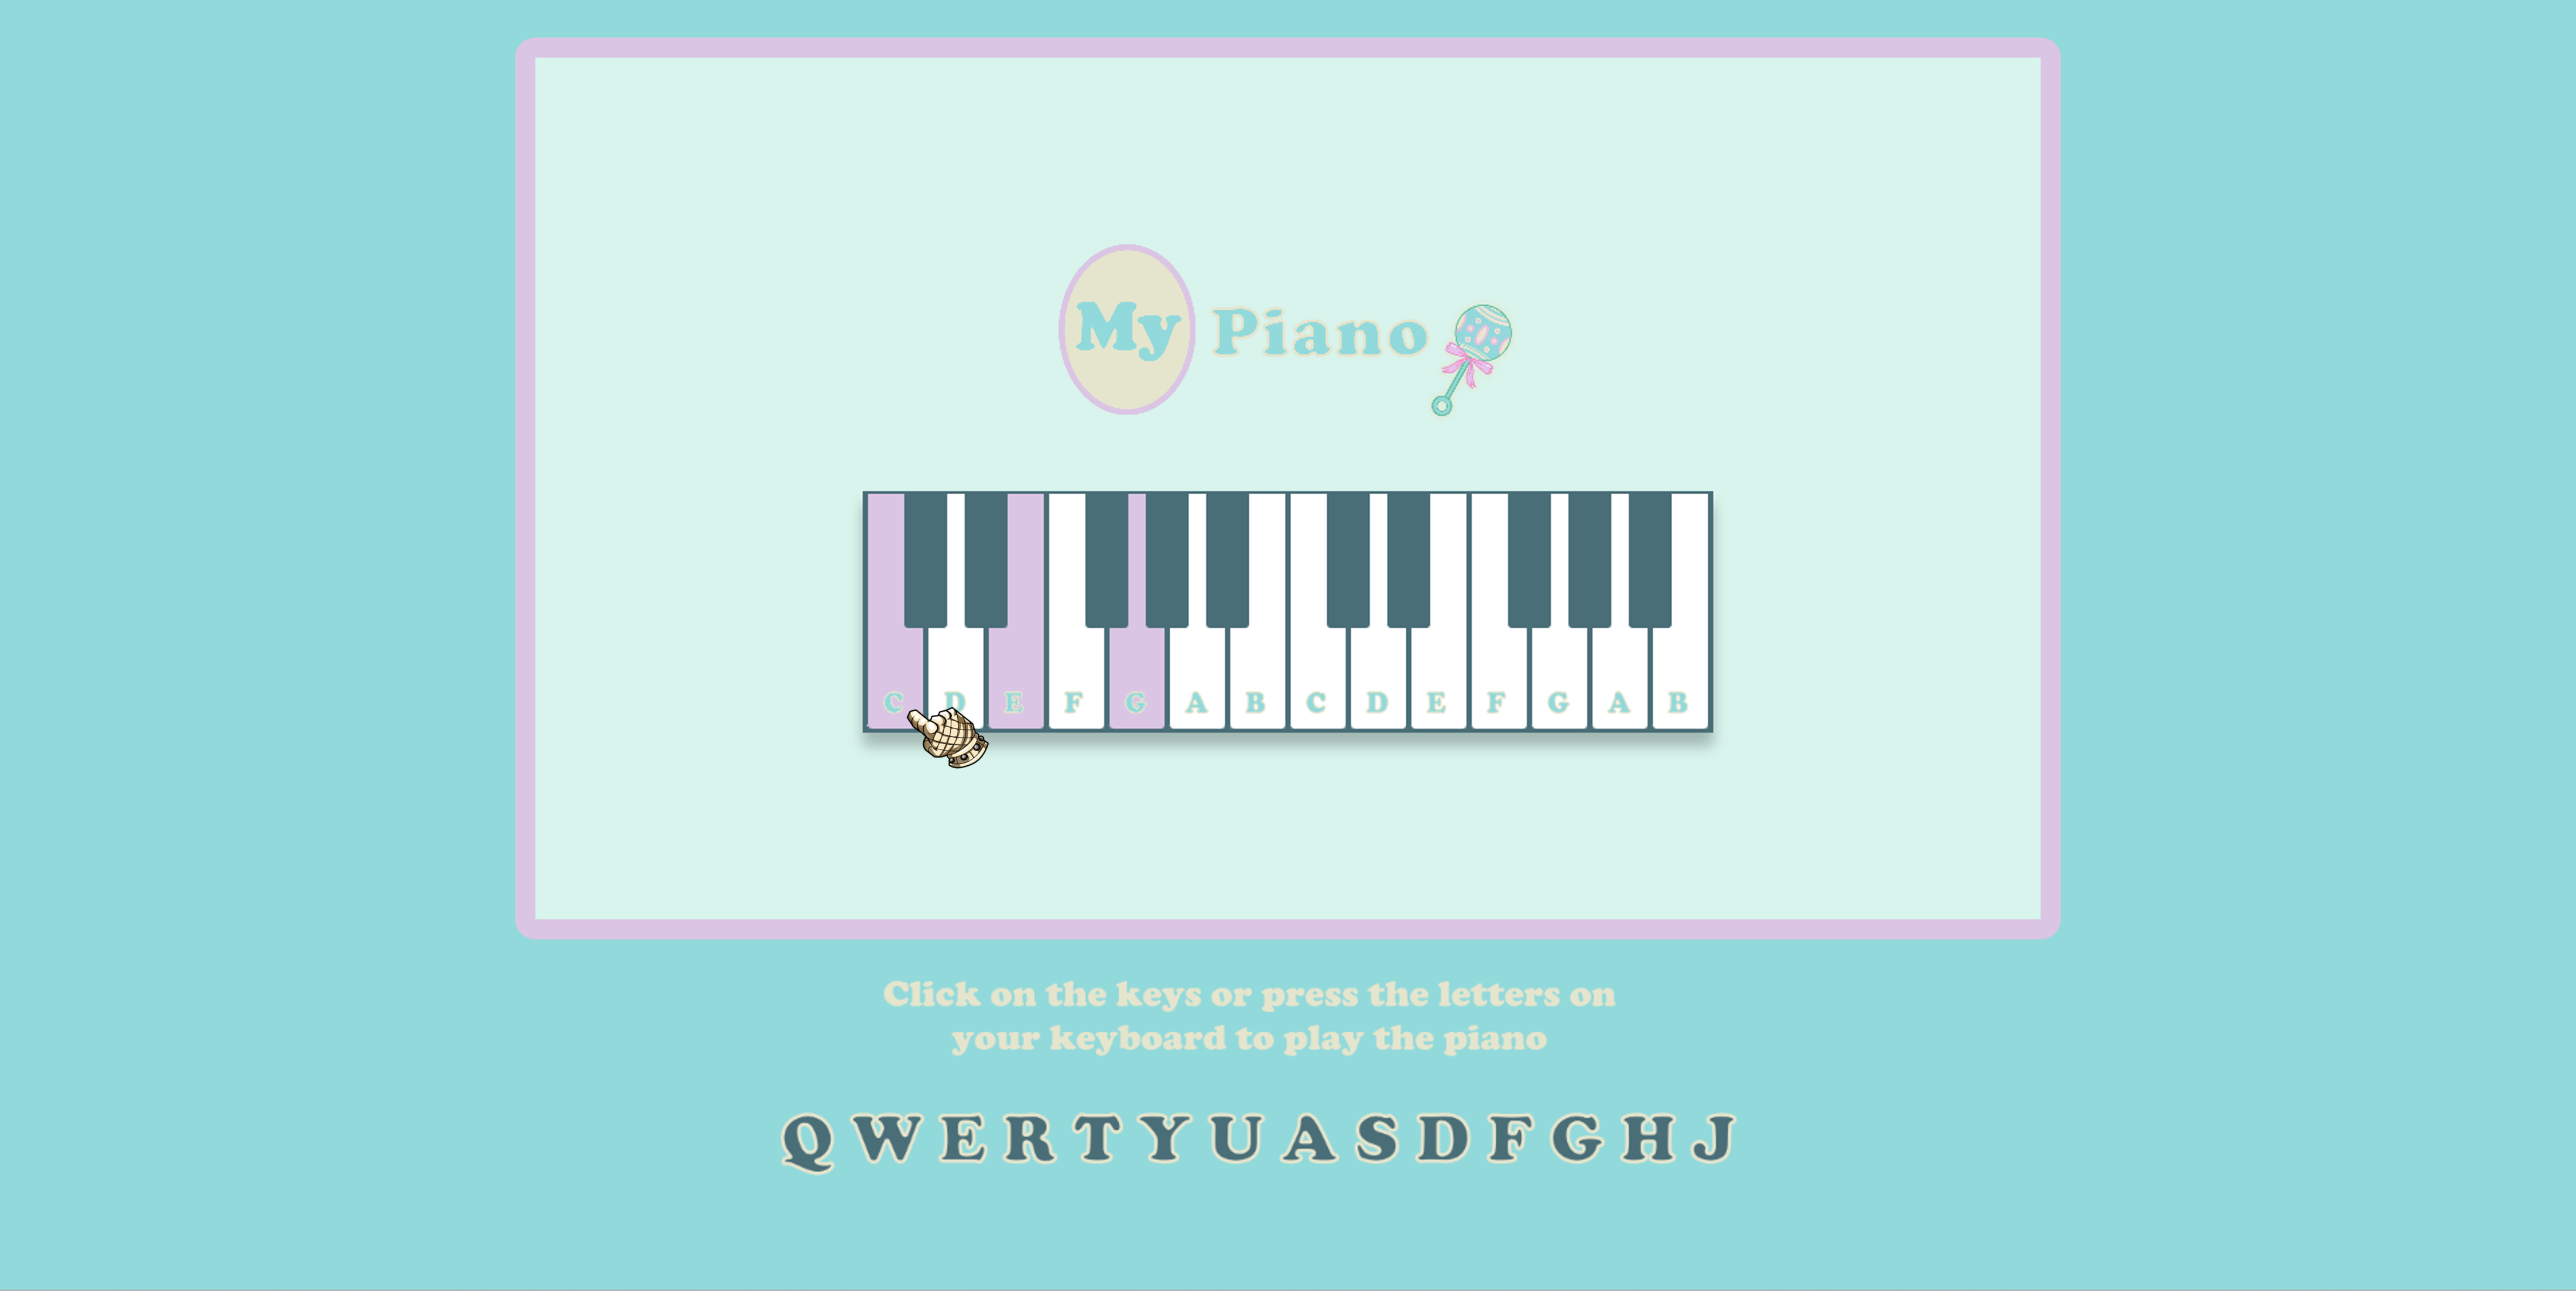 My Piano
C D E F G A B C D E F G A B
Click on the keys or press the letters on
your keyboard to play the piano
Q W E R T Y U A S D F G H J